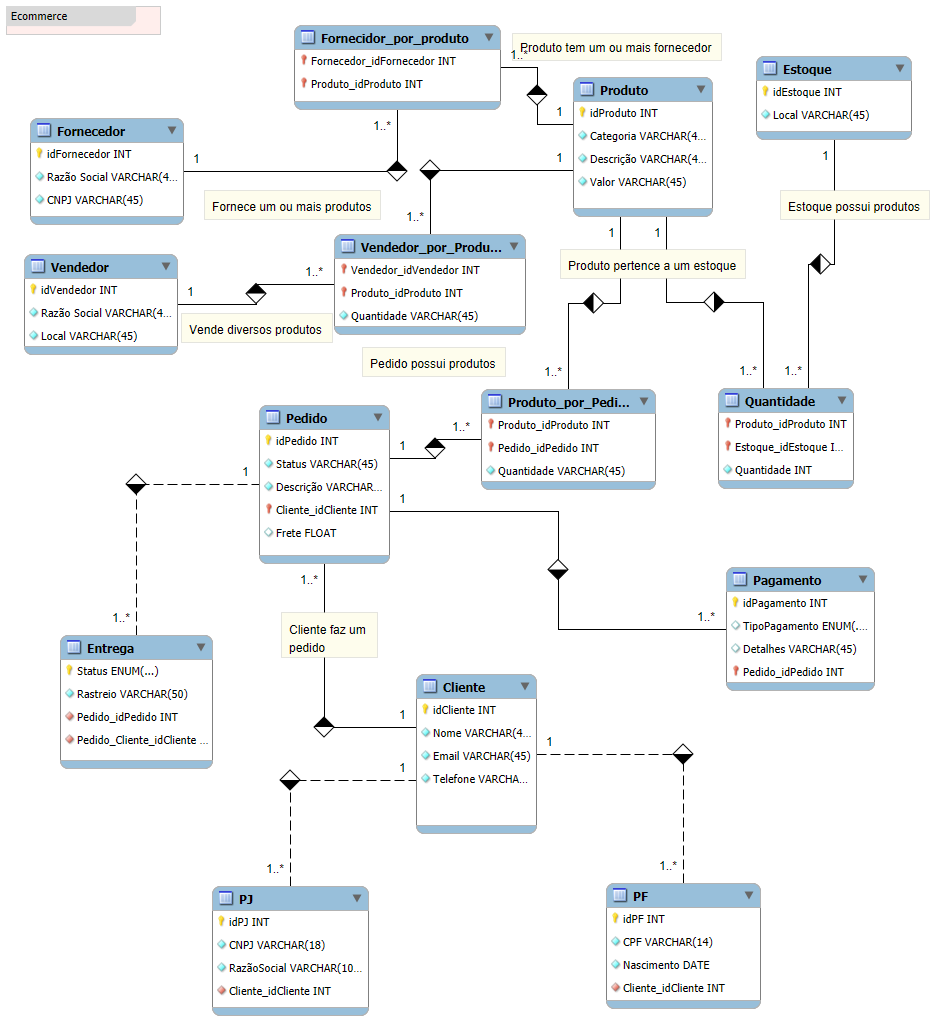 Ecommerce
Fornecidor_por_produto
Fornecedor_idFornecedor INT
Produto_idProduto INT
1..*
Produto tem um ou mais fornecedor
1
1..*
Produto
idProduto INT
Categoria VARCHAR(4...
Descrição VARCHAR(4...
Valor VARCHAR(45)
Estoque
idEstoque INT
Local VARCHAR(45)
1
Fornecedor
idFornecedor INT
Razão Social VARCHAR(4...
CNPJ VARCHAR(45)
1
1
1..*
Fornece um ou mais produtos
Estoque possui produtos
Vendedor_por_Produ...
Vendedor_idVendedor INT
Produto_idProduto INT
Quantidade VARCHAR(45)
1
1
Produto pertence a um estoque
Vendedor
idVendedor INT
Razão Social VARCHAR(4...
Local VARCHAR(45)
1
1..*
Vende diversos produtos
Pedido possui produtos
1..*
1..*
1..*
Produto_por_Pedi...
Produto_idProduto INT
Pedido_idPedido INT
Quantidade VARCHAR(45)
Quantidade
Produto_idProduto INT
Estoque_idEstoque I...
Quantidade INT
Pedido
idPedido INT
Status VARCHAR(45)
Descrição VARCHAR...
Cliente_idCliente INT
Frete FLOAT
1
1..*
1
1
1..*
1..*
1..*
Cliente faz um
pedido
Pagamento
idPagamento INT
TipoPagamento ENUM(...
Detalhes VARCHAR(45)
Pedido_idPedido INT
Entrega
Status ENUM(...)
Rastreio VARCHAR(50)
Pedido_idPedido INT
Pedido_Cliente_idCliente ...
Cliente
idCliente INT
Nome VARCHAR(4...
Email VARCHAR(45)
Telefone VARCHA...
1
1
1
1..*
1..*
PJ
idPJ INT
CNPJ VARCHAR(18)
RazãoSocial VARCHAR(10...
Cliente_idCliente INT
PF
idPF INT
CPF VARCHAR(14)
Nascimento DATE
Cliente_idCliente INT